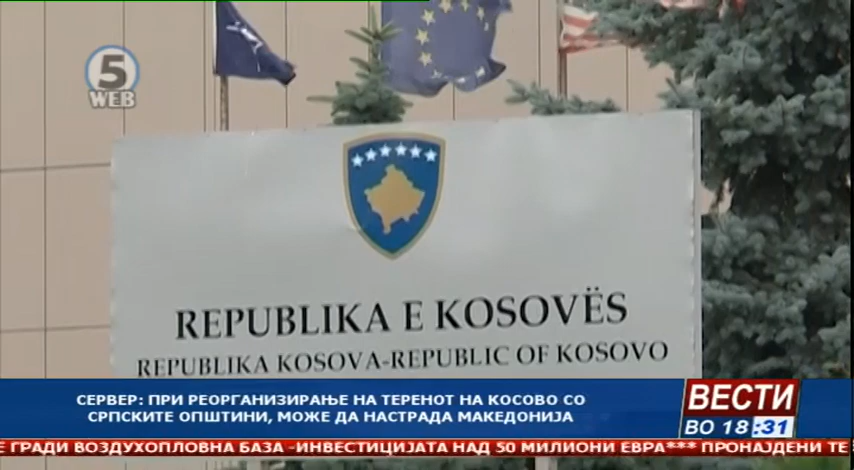 5
WEB
REPUBLIKA E KOSOVËS
REPUBLIKA KOSOVA-REPUBLIC OF KOSOVO
СЕРВЕР: ПРИ РЕОРГАНИЗИРАЊЕ НА ТЕРЕНОТ НА КОСОВО СО
СРПСКИТЕ ОПШТИНИ, МОЖЕ ДА НАСТРАДА МАКЕДОНИЈА
ВЕСТИ
ВО 18:31
Е ГРАДИ ВОЗДУХОПЛОВНА БАЗА -ИНВЕСТИЦИЈАТА НАД 50 МИЛИОНИ ЕВРА*** ПРОНАЈДЕНИ ТЕ